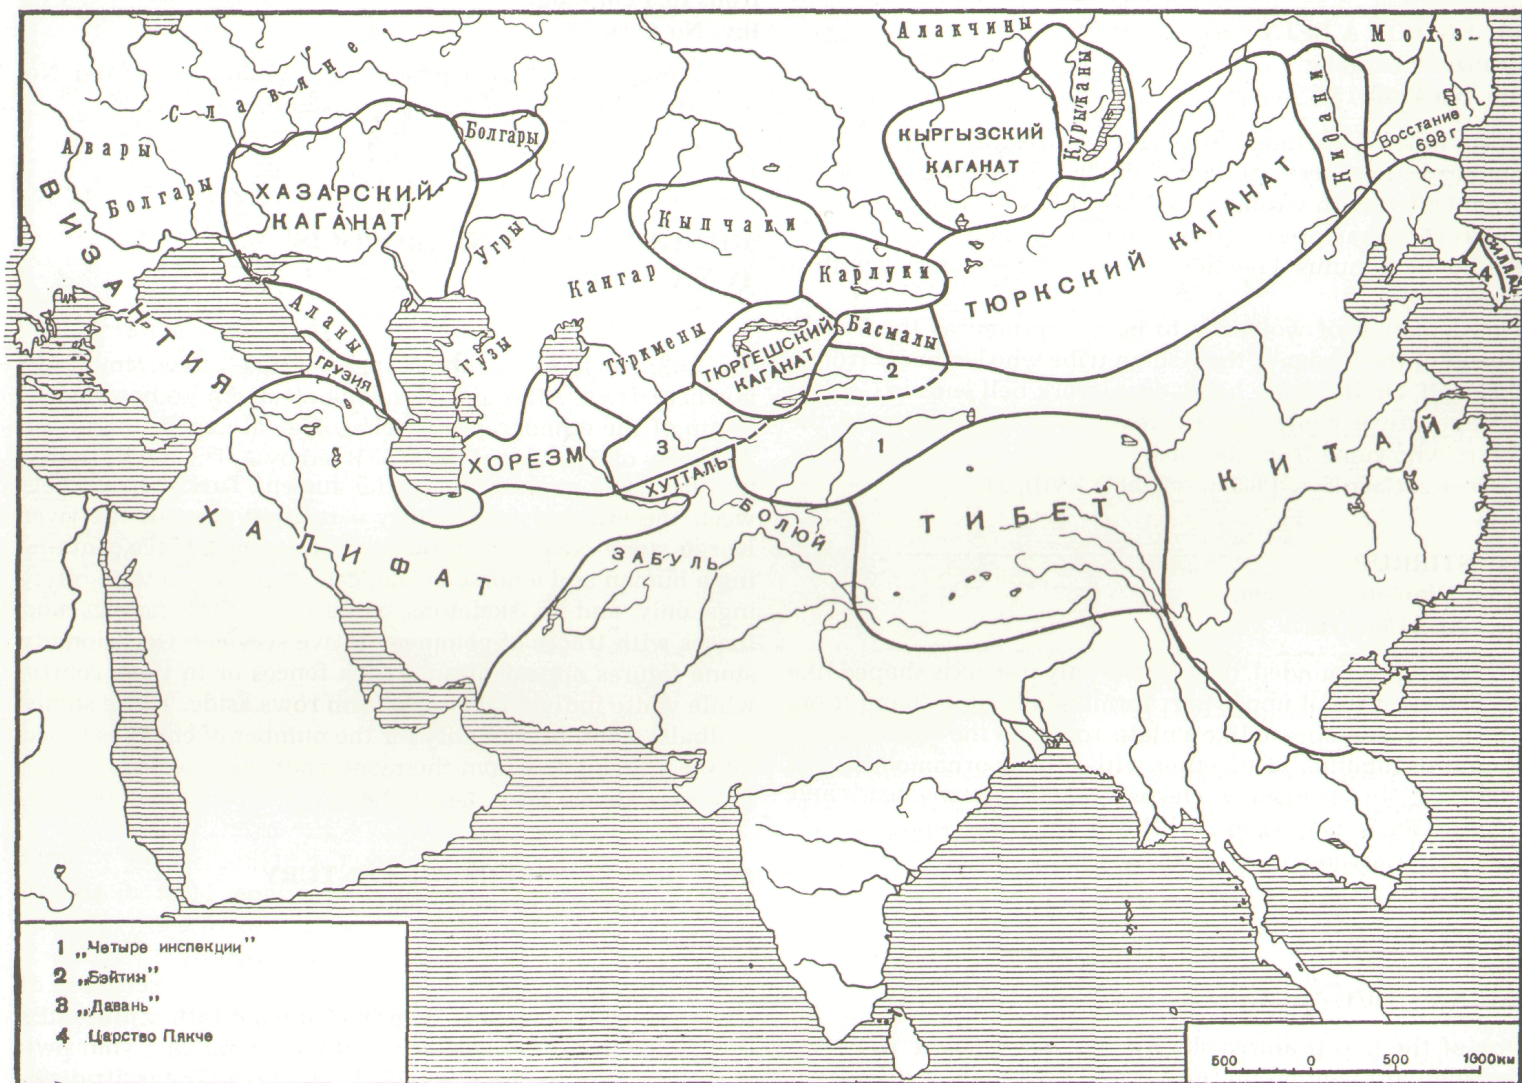 Алакчины
Мохэ
Славяне
КЫРГЫЗСКИЙ
КАГАНАТ
Курыканы
Кидани
Восстание
698 г
Авары
Болгары
Болгары
ХАЗАРСКИЙ
КАГАНАТ
Кыпчаки
Угры
Кангар
Карлуки
ТЮРКСКИЙ КАГАНАТ
СИЛЛА
4
ВИЗАНТИЯ
Аланы
ГРУЗИЯ
Гузы
Туркмены
ТЮРГЕШСКИЙ
КАГАНАТ
Басмалы
2
ХОРЕЗМ
3
ХУТТАЛЬ
1
ТИБЕТ
КИТАЙ
ХАЛИФАТ
ЗАБУЛЬ
БОЛЮЙ
1 „Четыре инспекции”
2 „Бэйтин”
3 „Давань”
4 Царство Пякче
500 0 500 1000км